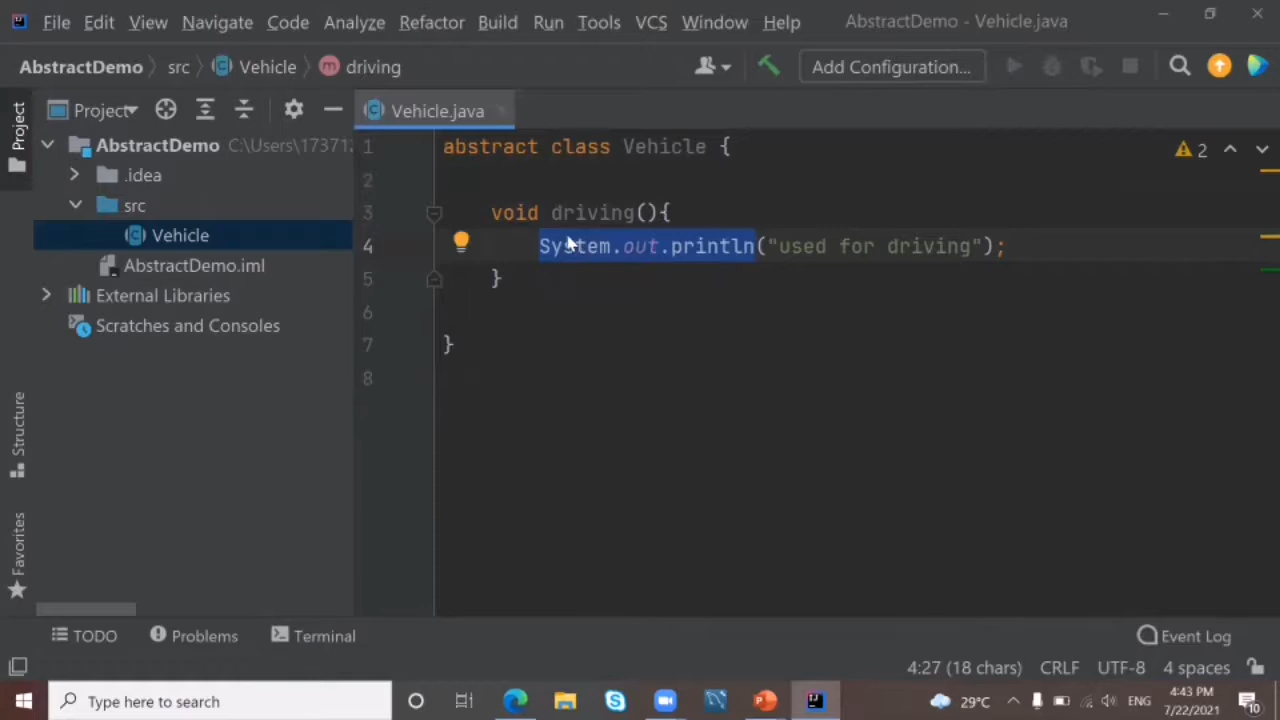 File Edit View Navigate Code Analyze Refactor Build Run Tools VCS Window Help AbstractDemo - Vehicle.java
AbstractDemo src Vehicle driving Add Configuration...
Project
Project
Vehicle.java
AbstractDemo C:\Users\173712
.idea
src
Vehicle
AbstractDemo.iml
External Libraries
Scratches and Consoles
1 abstract class Vehicle {
2
3 void driving(){
4 System.out.println("used for driving");
5 }
6
7 }
8
2
Structure
Favorites
TODO Problems Terminal Event Log
4:27 (18 chars) CRLF UTF-8 4 spaces
Type here to search
29°C ENG
4:43 PM
7/22/2021
10